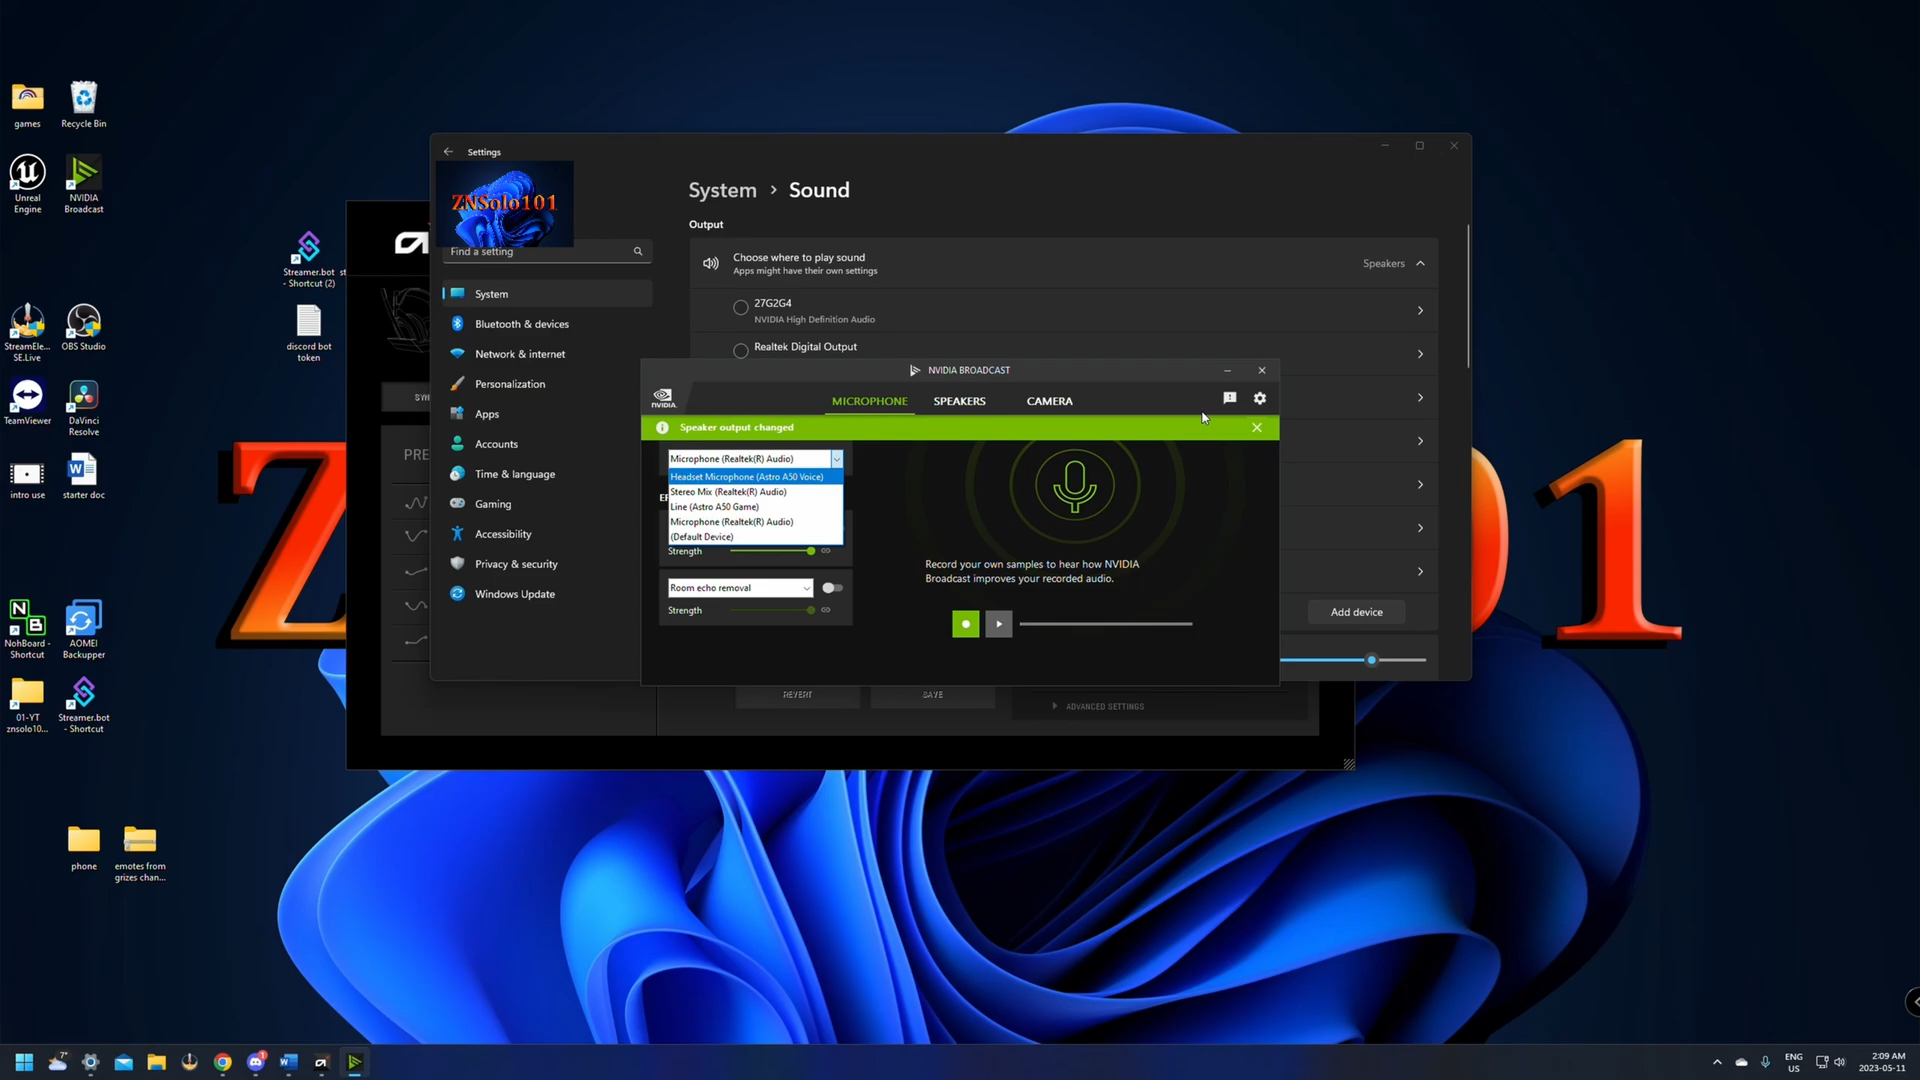 games
Recycle Bin
Unreal
Engine
NVIDIA
Broadcast
Streamer.bot
- Shortcut (2)
st
StreamEle...
SE.Live
OBS Studio
discord bot
token
TeamViewer
DaVinci
Resolve
intro use
starter doc
NohBoard -
Shortcut
AOMEI
Backupper
01-YT
znsolo10...
Streamer.bot
- Shortcut
phone
emotes from
grizes chan...
Z
01
Settings
ZNSolo101
Find a setting
System
Bluetooth & devices
Network & internet
Personalization
Apps
Accounts
Time & language
Gaming
Accessibility
Privacy & security
Windows Update
System > Sound
Output
Choose where to play sound
Apps might have their own settings
Speakers
27G2G4
NVIDIA High Definition Audio
Realtek Digital Output
Add device
SYN
PRE
REVERT
SAVE
ADVANCED SETTINGS
NVIDIA BROADCAST
NVIDIA.
MICROPHONE
SPEAKERS
CAMERA
Speaker output changed
Microphone (Realtek(R) Audio)
Headset Microphone (Astro A50 Voice)
Stereo Mix (Realtek(R) Audio)
Line (Astro A50 Game)
Microphone (Realtek(R) Audio)
(Default Device)
Strength
Room echo removal
Strength
Record your own samples to hear how NVIDIA
Broadcast improves your recorded audio.
7°
1
ENG
US
2:09 AM
2023-05-11